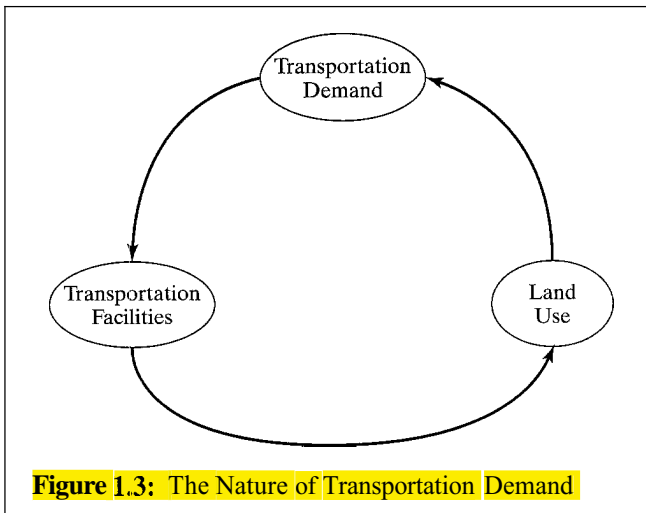 Transportation
Demand
Transportation
Facilities
Land
Use
Figure 1.3: The Nature of Transportation Demand